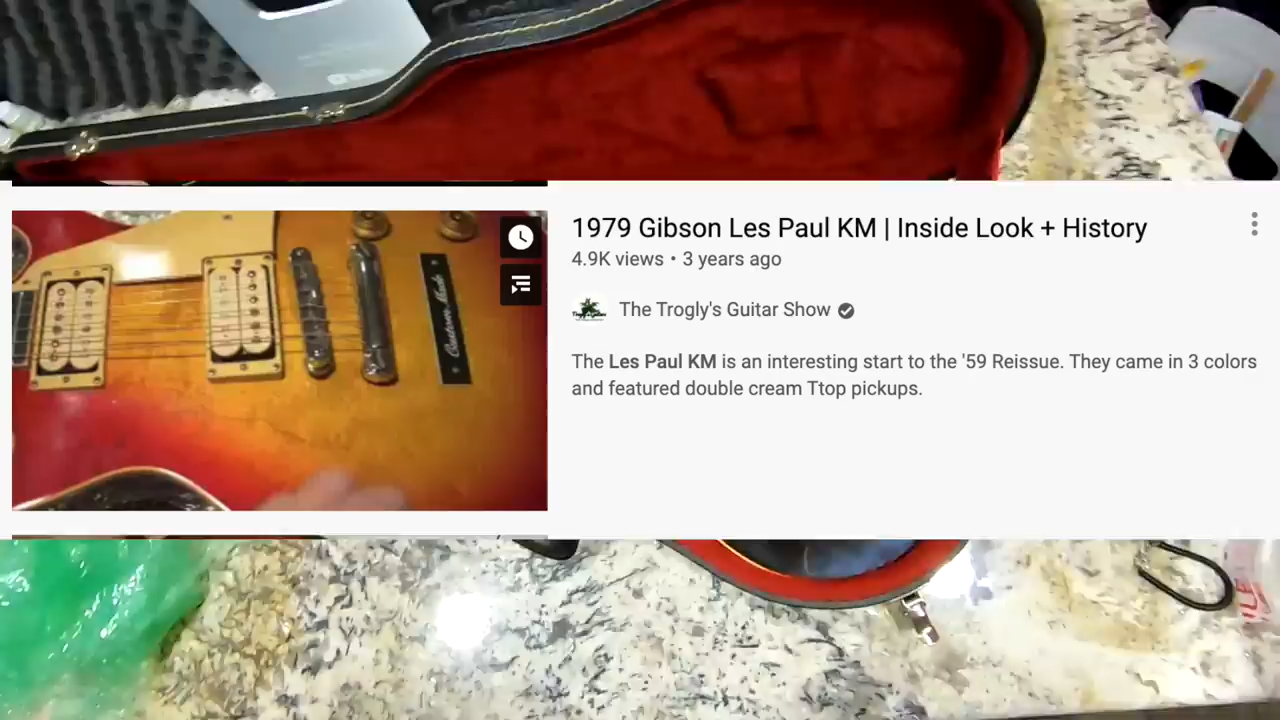 1979 Gibson Les Paul KM | Inside Look + History
4.9K views • 3 years ago
Custom Made
The Trogly's Guitar Show
The Les Paul KM is an interesting start to the '59 Reissue. They came in 3 colors
and featured double cream Ttop pickups.